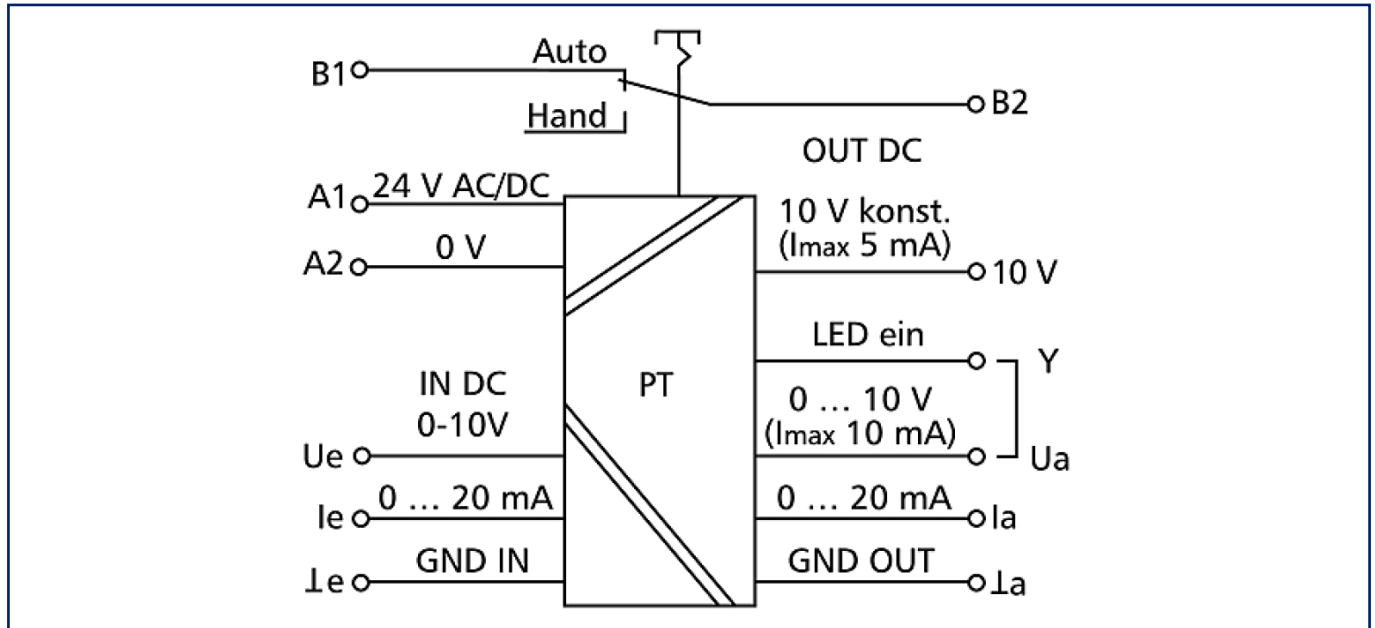 Auto
B1
B2
Hand
OUT DC
A1 24 V AC/DC
10 V konst.
(Imax 5 mA)
A2 0 V
10 V
LED ein
Y
IN DC
0-10V
PT
0 ... 10 V
(Imax 10 mA)
Ue
Ua
Ie 0 ... 20 mA
0 ... 20 mA Ia
⊥e GND IN
GND OUT ⊥a